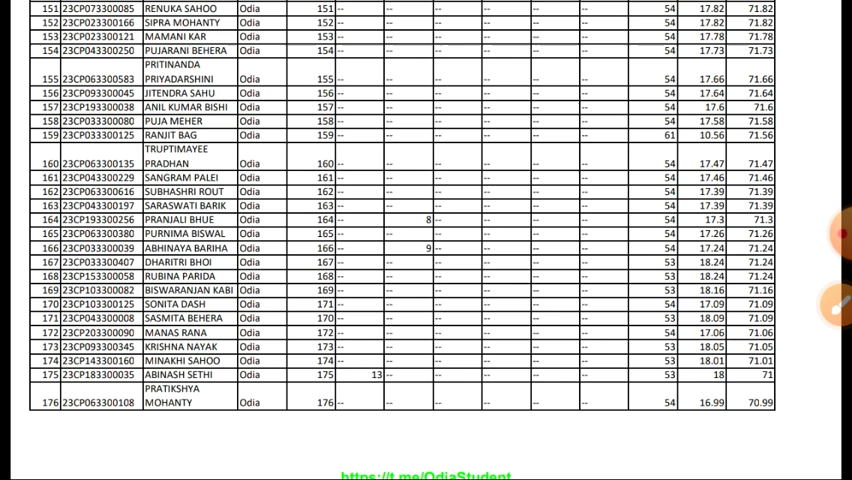 151 23CP073300085 RENUKA SAHOO Odia 151 -- -- -- -- -- -- 54 17.82 71.82
152 23CP023300166 SIPRA MOHANTY Odia 152 -- -- -- -- -- -- 54 17.82 71.82
153 23CP023300121 MAMANI KAR Odia 153 -- -- -- -- -- -- 54 17.78 71.78
154 23CP043300250 PUJARANI BEHERA Odia 154 -- -- -- -- -- -- 54 17.73 71.73
PRITINANDA
155 23CP063300583 PRIYADARSHINI Odia 155 -- -- -- -- -- -- 54 17.66 71.66
156 23CP093300045 JITENDRA SAHU Odia 156 -- -- -- -- -- -- 54 17.64 71.64
157 23CP193300038 ANIL KUMAR BISHI Odia 157 -- -- -- -- -- -- 54 17.6 71.6
158 23CP033300080 PUJA MEHER Odia 158 -- -- -- -- -- -- 54 17.58 71.58
159 23CP033300125 RANJIT BAG Odia 159 -- -- -- -- -- -- 61 10.56 71.56
TRUPTIMAYEE
160 23CP063300135 PRADHAN Odia 160 -- -- -- -- -- -- 54 17.47 71.47
161 23CP043300229 SANGRAM PALEI Odia 161 -- -- -- -- -- -- 54 17.46 71.46
162 23CP063300616 SUBHASHRI ROUT Odia 162 -- -- -- -- -- -- 54 17.39 71.39
163 23CP043300197 SARASWATI BARIK Odia 163 -- -- -- -- -- -- 54 17.39 71.39
164 23CP193300256 PRANJALI BHUE Odia 164 -- 8 -- -- -- -- 54 17.3 71.3
165 23CP063300380 PURNIMA BISWAL Odia 165 -- -- -- -- -- -- 54 17.26 71.26
166 23CP033300039 ABHINAYA BARIHA Odia 166 -- 9 -- -- -- -- 54 17.24 71.24
167 23CP033300407 DHARITRI BHOI Odia 167 -- -- -- -- -- -- 53 18.24 71.24
168 23CP153300058 RUBINA PARIDA Odia 168 -- -- -- -- -- -- 53 18.24 71.24
169 23CP103300082 BISWARANJAN KABI Odia 169 -- -- -- -- -- -- 53 18.16 71.16
170 23CP103300125 SONITA DASH Odia 171 -- -- -- -- -- -- 54 17.09 71.09
171 23CP043300008 SASMITA BEHERA Odia 170 -- -- -- -- -- -- 53 18.09 71.09
172 23CP203300090 MANAS RANA Odia 172 -- -- -- -- -- -- 54 17.06 71.06
173 23CP093300345 KRISHNA NAYAK Odia 173 -- -- -- -- -- -- 53 18.05 71.05
174 23CP143300160 MINAKHI SAHOO Odia 174 -- -- -- -- -- -- 53 18.01 71.01
175 23CP183300035 ABINASH SETHI Odia 175 13 -- -- -- -- -- 53 18 71
PRATIKSHYA
176 23CP063300108 MOHANTY Odia 176 -- -- -- -- -- -- 54 16.99 70.99
https://t.me/OdiaStudent